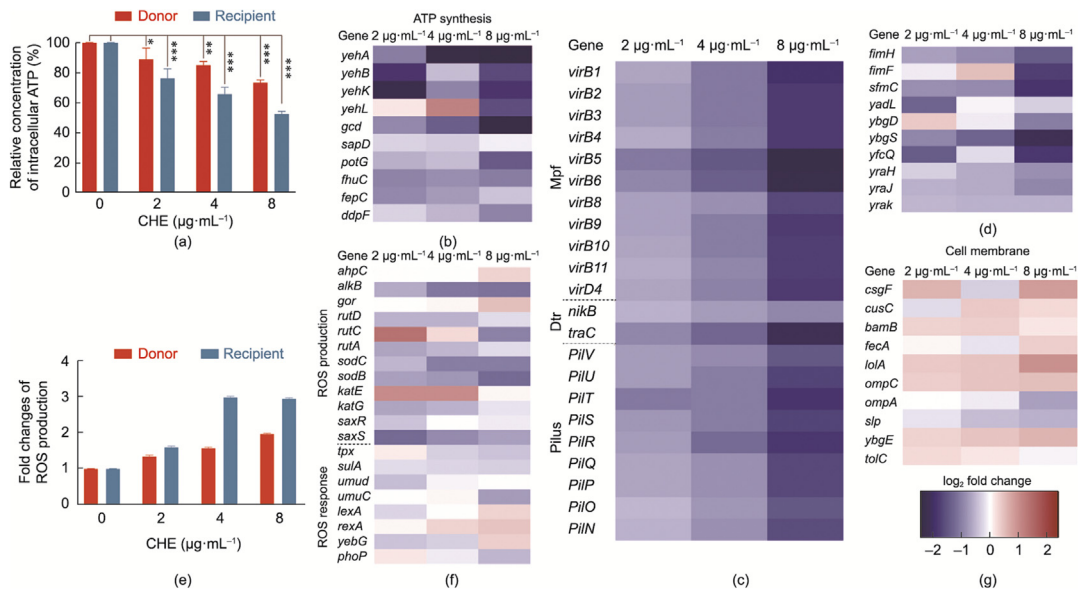 Donor Recipient
Relative concentration
of intracellular ATP (%)
100
80
60
40
20
0
* *** ** *** *** ***
0 2 4 8
CHE (μg·mL⁻¹)
(a)
ATP synthesis
Gene 2 μg·mL⁻¹ 4 μg·mL⁻¹ 8 μg·mL⁻¹
yehA
yehB
yehK
yehL
gcd
sapD
potG
fhuC
fepC
ddpF
(b)
Gene 2 μg·mL⁻¹ 4 μg·mL⁻¹ 8 μg·mL⁻¹
Mpf
virB1
virB2
virB3
virB4
virB5
virB6
virB8
virB9
virB10
virB11
virD4
Dtr
nikB
traC
Pilus
PilV
PilU
PilT
PilS
PilR
PilQ
PilP
PilO
PilN
(c)
Gene 2 μg·mL⁻¹ 4 μg·mL⁻¹ 8 μg·mL⁻¹
fimH
fimF
sfmC
yadL
ybgD
ybgS
yfcQ
yraH
yraJ
yrak
(d)
Donor Recipient
Fold changes of
ROS production
4
3
2
1
0
0 2 4 8
CHE (μg·mL⁻¹)
(e)
Gene 2 μg·mL⁻¹ 4 μg·mL⁻¹ 8 μg·mL⁻¹
ROS production
ahpC
alkB
gor
rutD
rutC
rutA
sodC
sodB
katE
katG
saxR
saxS
ROS response
tpx
sulA
umud
umuC
lexA
rexA
yebG
phoP
(f)
Cell membrane
Gene 2 μg·mL⁻¹ 4 μg·mL⁻¹ 8 μg·mL⁻¹
csgF
cusC
bamB
fecA
lolA
ompC
ompA
slp
ybgE
tolC
log₂ fold change
−2 −1 0 1 2
(g)